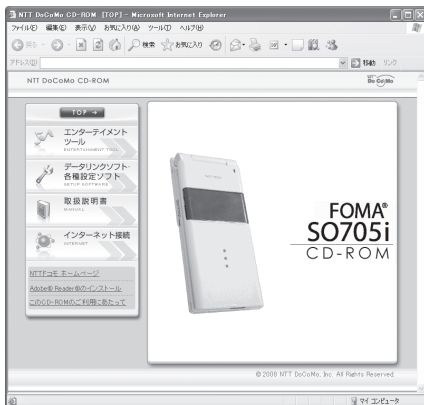 NTT DoCoMo CD-ROM [TOP] - Microsoft Internet Explorer
ファイル(F) 編集(E) 表示(V) お気に入り(A) ツール(T) ヘルプ(H)
戻る 検索 お気に入り
アドレス(D) 移動 リンク
NTT DoCoMo CD-ROM
DoCoMo
TOP
エンターテイメント
ツール
ENTERTAINMENT TOOL
データリンクソフト・
各種設定ソフト
SETUP SOFTWARE
取扱説明書
MANUAL
インターネット接続
INTERNET
NTTドコモ ホームページ
Adobe® Reader®のインストール
このCD-ROMのご利用にあたって
FOMA®
SO705i
CD-ROM
© 2008 NTT DoCoMo, Inc. All Rights Reserved.
マイ コンピュータ